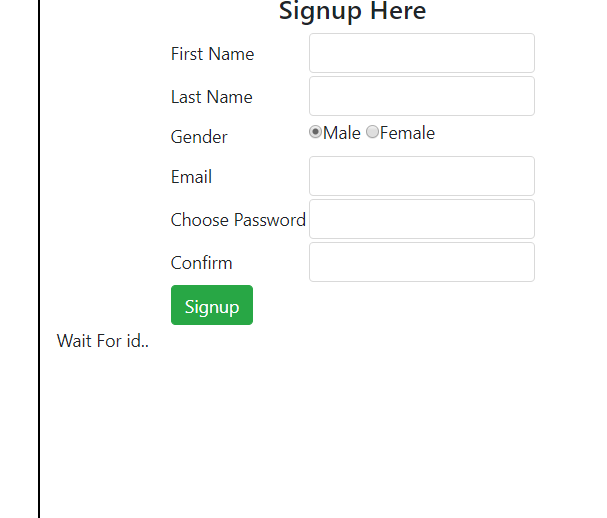 Signup Here
First Name
Last Name
Gender Male Female
Email
Choose Password
Confirm
Signup
Wait For id..